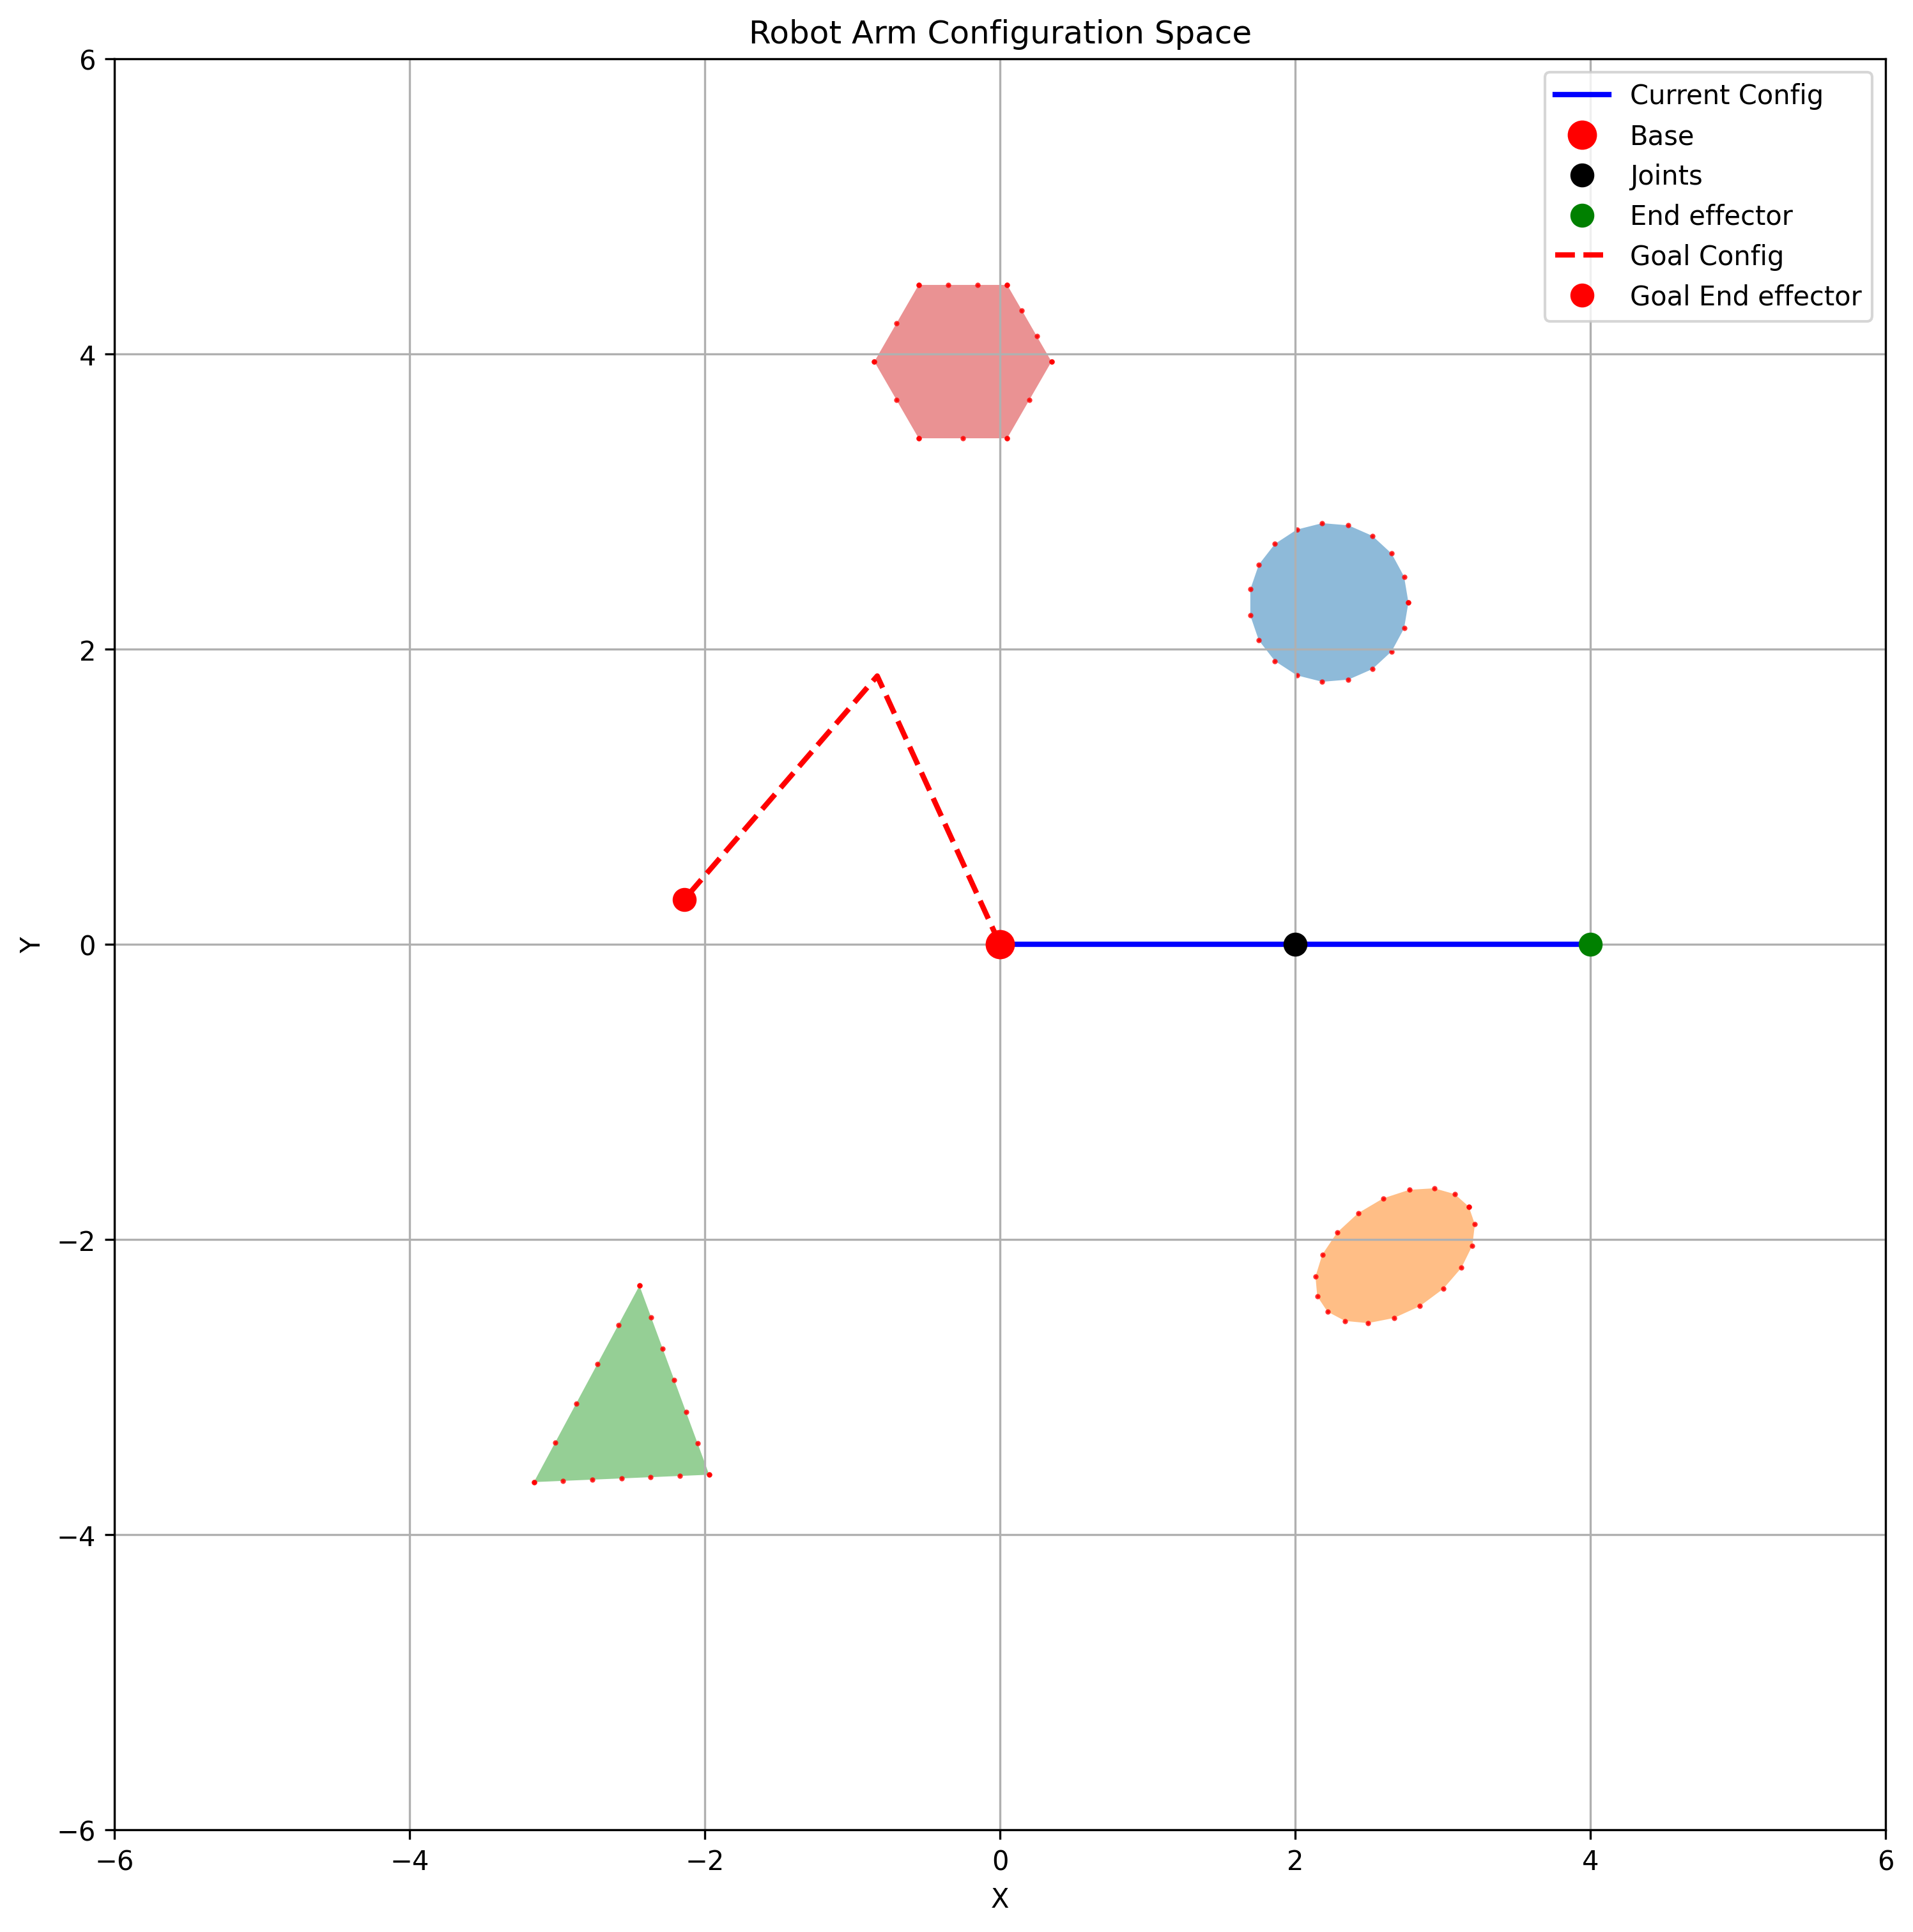 Robot Arm Configuration Space
Current Config
Base
Joints
End effector
Goal Config
Goal End effector
6
4
2
0
−2
−4
−6
Y
−6
−4
−2
0
2
4
6
X